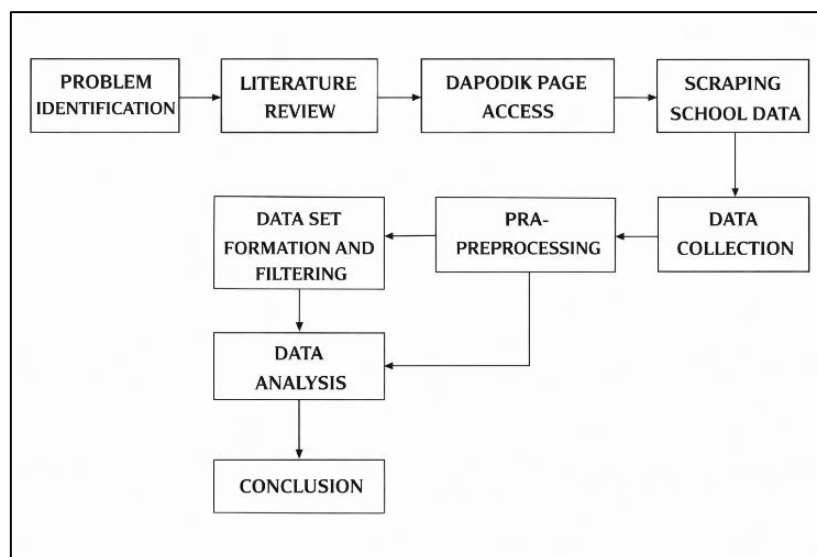 PROBLEM
IDENTIFICATION
LITERATURE
REVIEW
DAPODIK PAGE
ACCESS
SCRAPING
SCHOOL DATA
DATA
COLLECTION
PRA-
PREPROCESSING
DATA SET
FORMATION AND
FILTERING
DATA
ANALYSIS
CONCLUSION